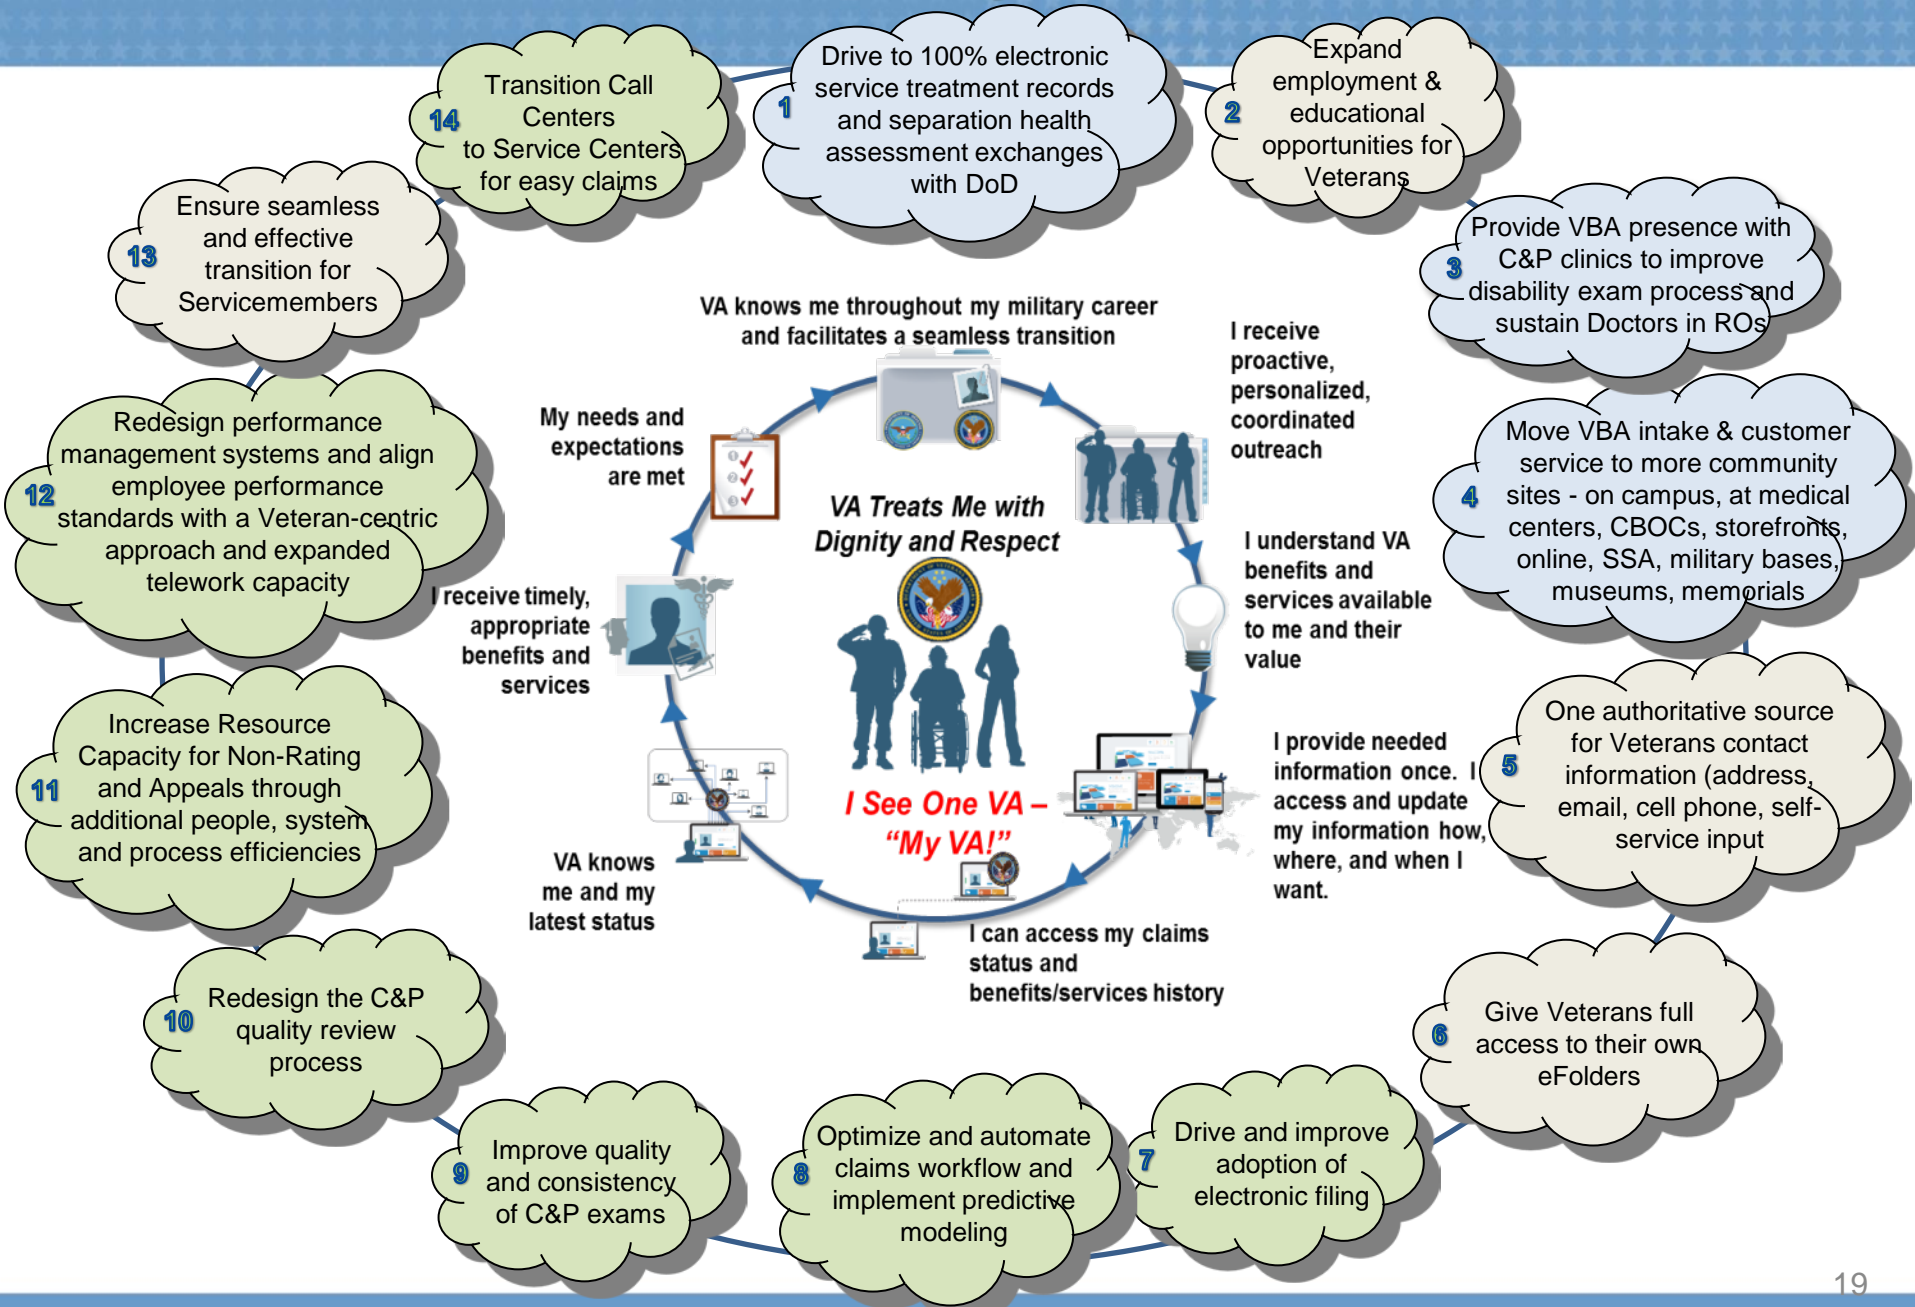 1
Drive to 100% electronic
service treatment records
and separation health
assessment exchanges
with DoD
2
Expand
employment &
educational
opportunities for
Veterans
3
Provide VBA presence with
C&P clinics to improve
disability exam process and
sustain Doctors in ROs
4
Move VBA intake & customer
service to more community
sites - on campus, at medical
centers, CBOCs, storefronts,
online, SSA, military bases,
museums, memorials
5
One authoritative source
for Veterans contact
information (address,
email, cell phone, self-
service input
6
Give Veterans full
access to their own
eFolders
7
Drive and improve
adoption of
electronic filing
8
Optimize and automate
claims workflow and
implement predictive
modeling
9
Improve quality
and consistency
of C&P exams
10
Redesign the C&P
quality review
process
11
Increase Resource
Capacity for Non-Rating
and Appeals through
additional people, system
and process efficiencies
12
Redesign performance
management systems and align
employee performance
standards with a Veteran-centric
approach and expanded
telework capacity
13
Ensure seamless
and effective
transition for
Servicemembers
14
Transition Call
Centers
to Service Centers
for easy claims
VA knows me throughout my military career
and facilitates a seamless transition
I receive
proactive,
personalized,
coordinated
outreach
I understand VA
benefits and
services available
to me and their
value
I provide needed
information once. I
access and update
my information how,
where, and when I
want.
I can access my claims
status and
benefits/services history
VA knows
me and my
latest status
I receive timely,
appropriate
benefits and
services
My needs and
expectations
are met
VA Treats Me with
Dignity and Respect
I See One VA –
“My VA!”
19